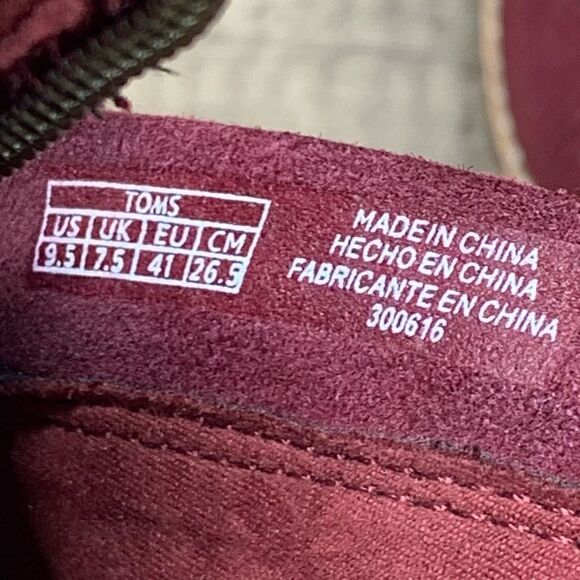 TOMS
US UK EU CM
9.5 7.5 41 26.5
MADE IN CHINA
HECHO EN CHINA
FABRICANTE EN CHINA
300616